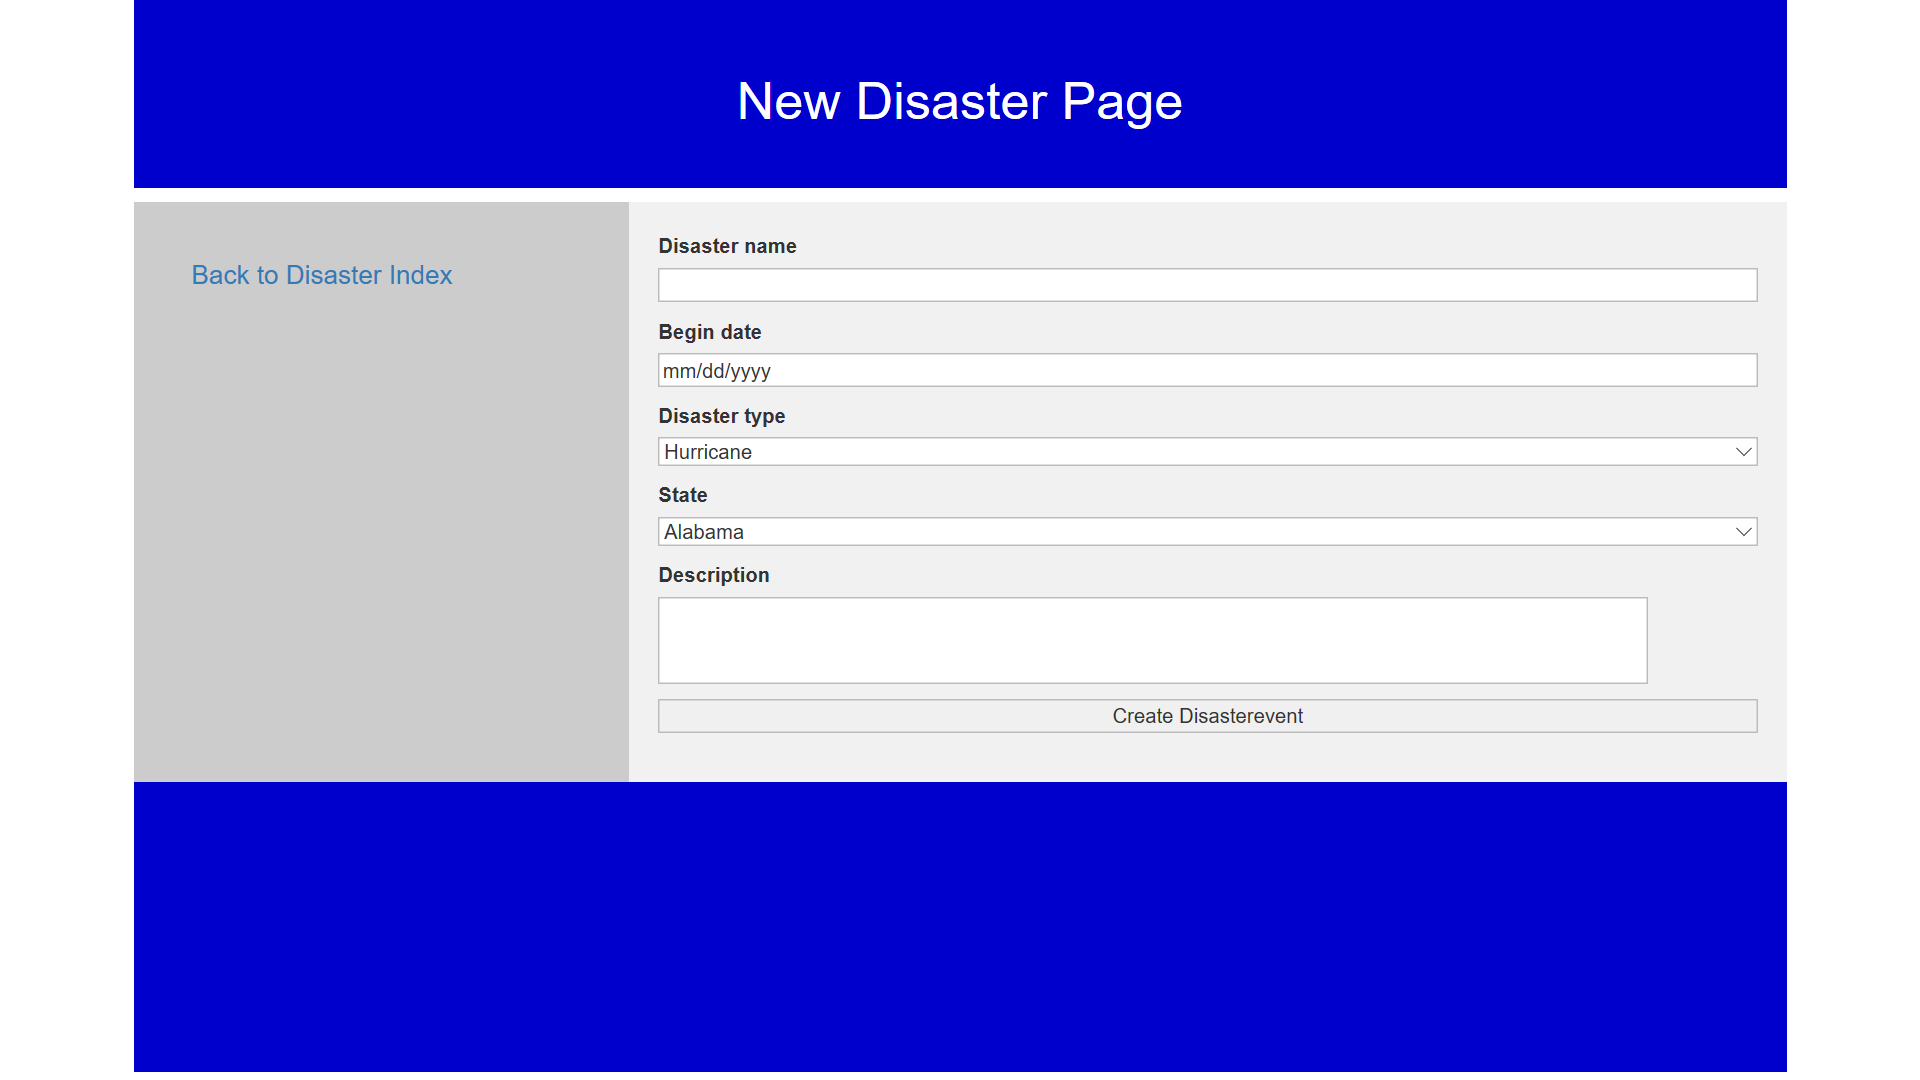 New Disaster Page
Back to Disaster Index
Disaster name
Begin date
mm/dd/yyyy
Disaster type
Hurricane
State
Alabama
Description
Create Disasterevent